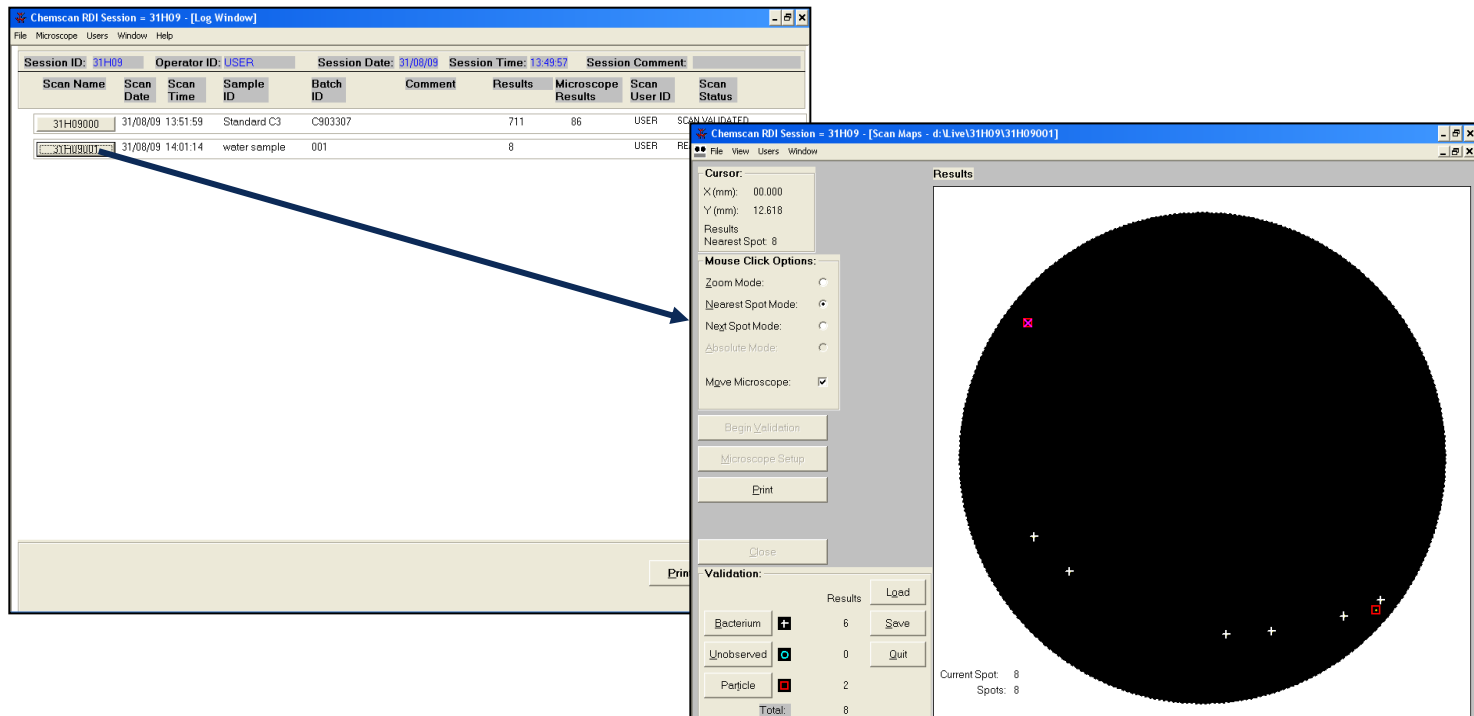 Chemscan RDI Session = 31H09 - [Log Window]
File Microscope Users Window Help
Session ID: 31H09 Operator ID: USER Session Date: 31/08/09 Session Time: 13:49:57 Session Comment:
Scan Name Scan Date Scan Time Sample ID Batch ID Comment Results Microscope Results Scan User ID Scan Status
31H09000 31/08/09 13:51:59 Standard C3 C903307 711 86 USER SCAN VALIDATED
31H09001 31/08/09 14:01:14 water sample 001 8 USER RE
Prin
Chemscan RDI Session = 31H09 - [Scan Maps - d:\Live\31H09\31H09001]
File View Users Window
Cursor:
X (mm): 00.000
Y (mm): 12.618
Results
Nearest Spot: 8
Mouse Click Options:
Zoom Mode:
Nearest Spot Mode:
Next Spot Mode:
Absolute Mode:
Move Microscope:
Begin Validation
Microscope Setup
Print
Close
Validation:
Results Load
Bacterium 6 Save
Unobserved 0 Quit
Particle 2
Total: 8
Results
Current Spot: 8
Spots: 8